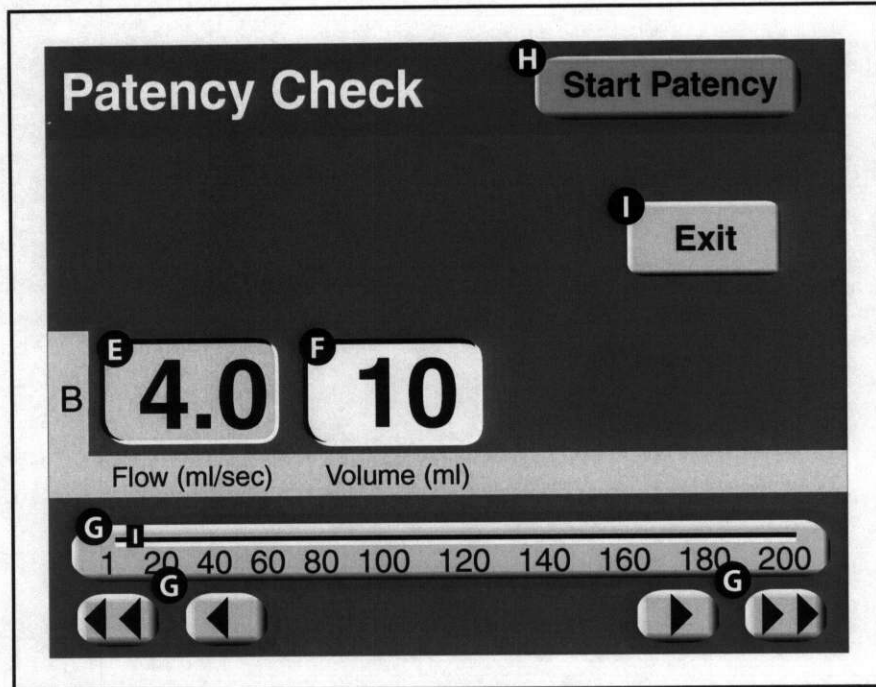 H
Patency Check Start Patency
I
Exit
E F
B 4.0 10
Flow (ml/sec) Volume (ml)
G
1 20 40 60 80 100 120 140 160 180 200
G G